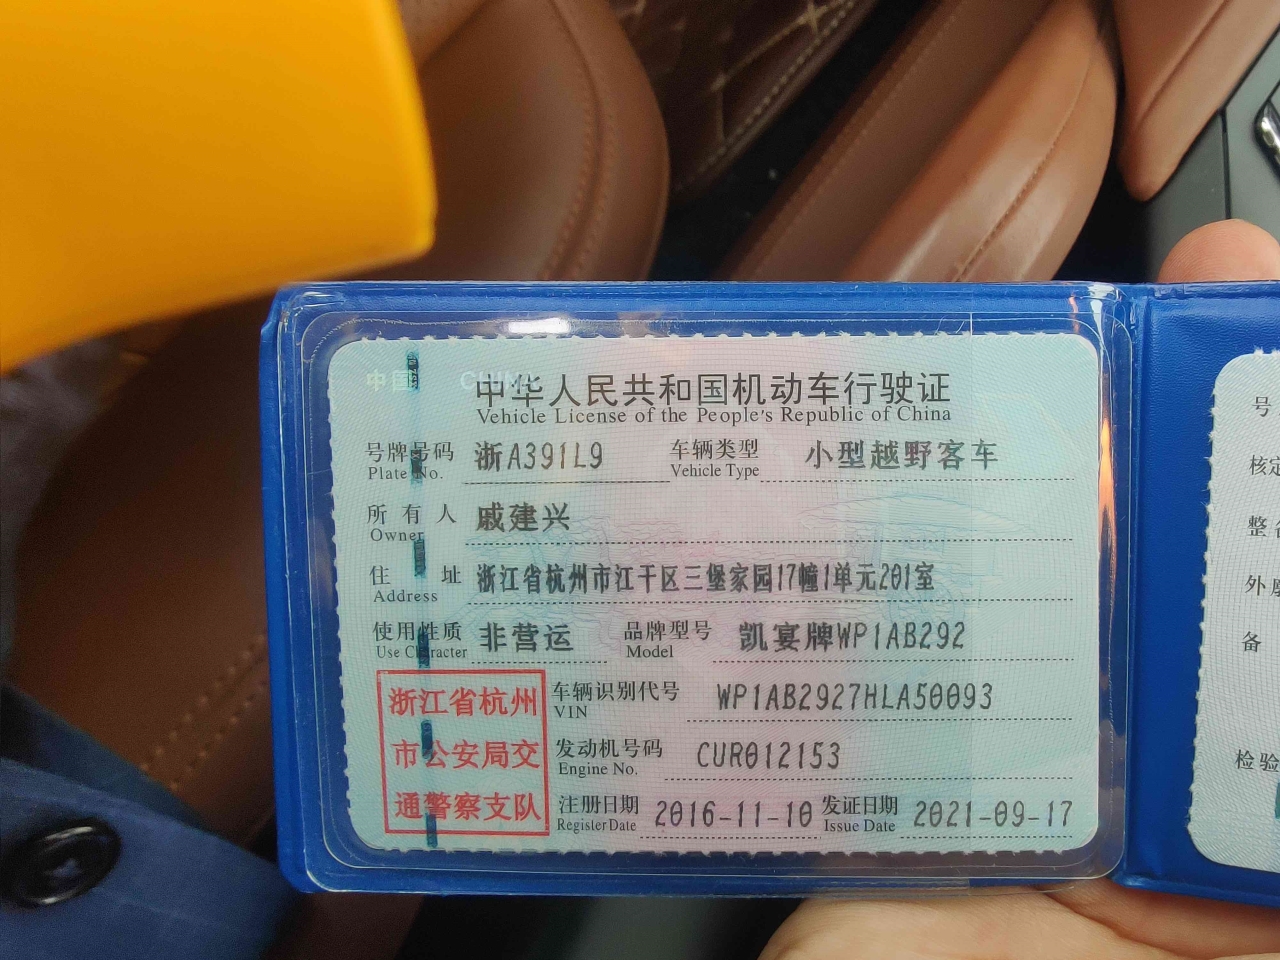 中国 CHINA
中华人民共和国机动车行驶证
Vehicle License of the People's Republic of China
号牌号码 浙A391L9 车辆类型 小型越野客车
Plate No. Vehicle Type
所有人 戚建兴
Owner
住址 浙江省杭州市江干区三堡家园17幢1单元201室
Address
使用性质 非营运 品牌型号 凯宴牌WP1AB292
Use Character Model
浙江省杭州
市公安局交
通警察支队
车辆识别代号 WP1AB2927HLA50093
VIN
发动机号码 CUR012153
Engine No.
注册日期 2016-11-10 发证日期 2021-09-17
Register Date Issue Date
号
核定
整备
外廓
备
检验